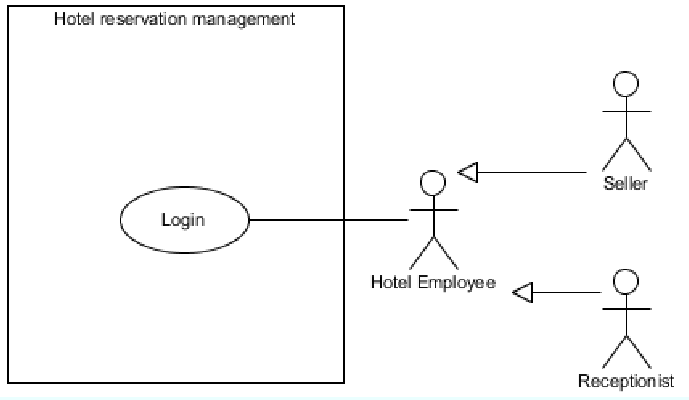 Hotel reservation management
Login
Seller
Hotel Employee
Receptionist